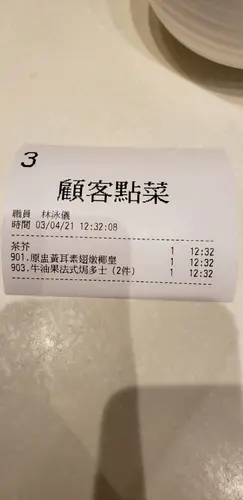 3
顧客點菜
職員 林泳儀
時間 03/04/21 12:32:08
茶芥 1 12:32
901.原盅黃耳素翅燉椰皇 1 12:32
903.牛油果法式焗多士(2件) 1 12:32